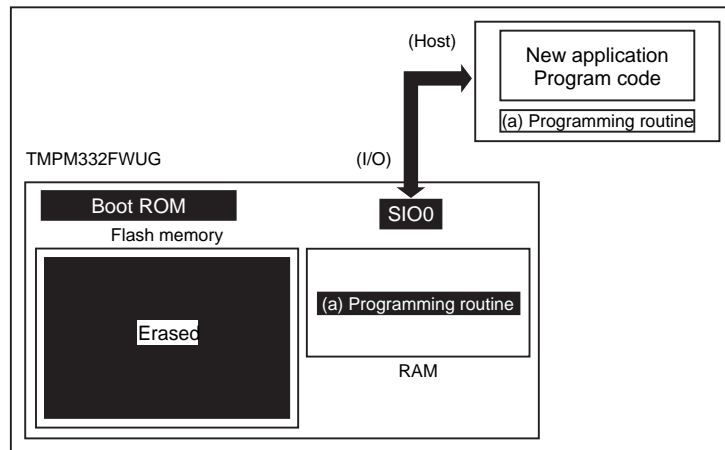 (Host)
New application
Program code
(a) Programming routine
TMPM332FWUG
(I/O)
Boot ROM
SIO0
Flash memory
(a) Programming routine
Erased
RAM